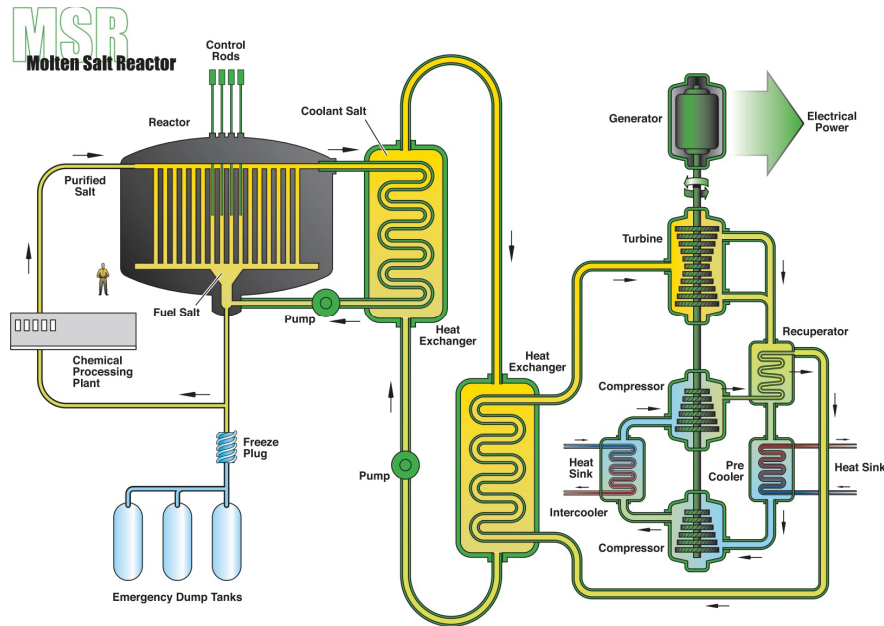 MSR
Molten Salt Reactor
Control
Rods
Coolant Salt
Reactor
Purified
Salt
Fuel Salt
Pump
Heat
Exchanger
Chemical
Processing
Plant
Freeze
Plug
Emergency Dump Tanks
Pump
Heat
Exchanger
Generator
Electrical
Power
Turbine
Recuperator
Compressor
Heat
Sink
Pre
Cooler
Heat Sink
Intercooler
Compressor